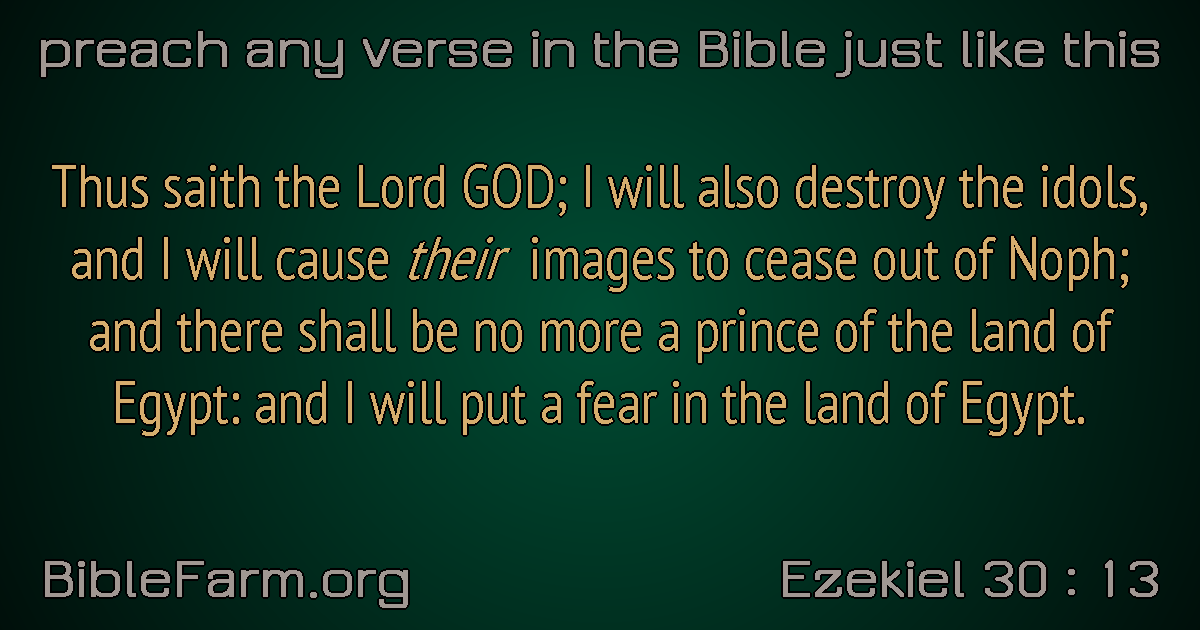 preach any verse in the Bible just like this
Thus saith the Lord GOD; I will also destroy the idols,
and I will cause their images to cease out of Noph;
and there shall be no more a prince of the land of
Egypt: and I will put a fear in the land of Egypt.
BibleFarm.org
Ezekiel 30 : 13